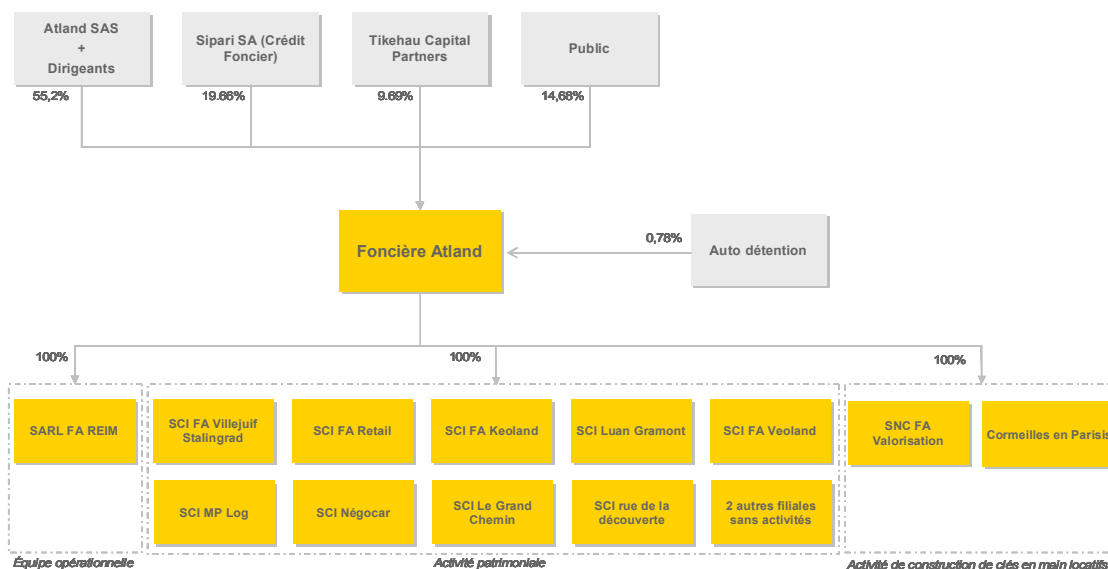 Atland SAS
+
Dirigeants
Sipari SA (Crédit
Foncier)
Tikehau Capital
Partners
Public
55,2%
19.66%
9.69%
14,68%
Foncière Atland
0,78%
Auto détention
100%
100%
100%
SARL FA REIM
SCI FA Villejuif
Stalingrad
SCI FA Retail
SCI FA Keoland
SCI Luan Gramont
SCI FA Veoland
SNC FA
Valorisation
Cormeilles en Parisis
SCI MP Log
SCI Négocar
SCI Le Grand
Chemin
SCI rue de la
découverte
2 autres filiales
sans activités
Équipe opérationnelle
Activité patrimoniale
Activité de construction de clés en main locatifs